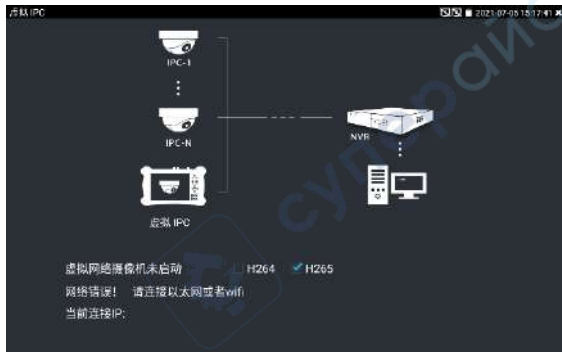 虚拟 IPC
2021-07-05 15:17:41
IPC-1
IPC-N
NVR
虚拟 IPC
虚拟网络摄像机未启动 H264 H265
网络错误! 请连接以太网或者wifi
当前连接IP:
суперайс